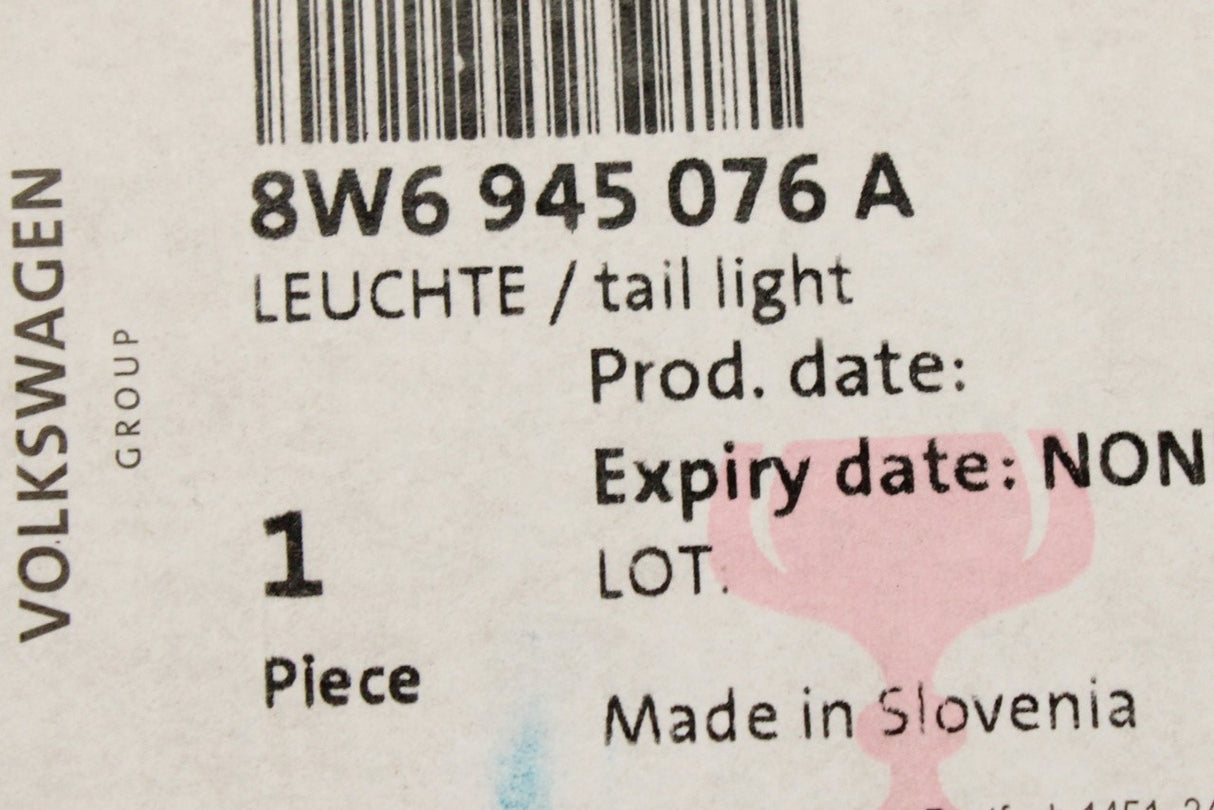 VOLKSWAGEN
GROUP
8W6 945 076 A
LEUCHTE / tail light
Prod. date:
Expiry date: NON
LOT.
1
Piece
Made in Slovenia